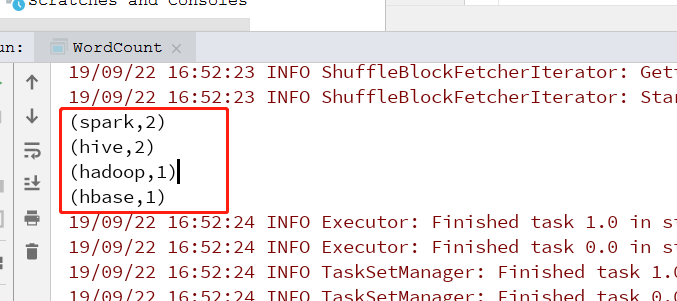 Scratches and Consoles
un: WordCount ×
19/09/22 16:52:23 INFO ShuffleBlockFetcherIterator: Gett
19/09/22 16:52:23 INFO ShuffleBlockFetcherIterator: Star
(spark,2)
(hive,2)
(hadoop,1)
(hbase,1)
19/09/22 16:52:24 INFO Executor: Finished task 1.0 in st
19/09/22 16:52:24 INFO Executor: Finished task 0.0 in st
19/09/22 16:52:24 INFO TaskSetManager: Finished task 1.0
19/09/22 16:52:24 INFO TaskSetManager: Finished task 0.0